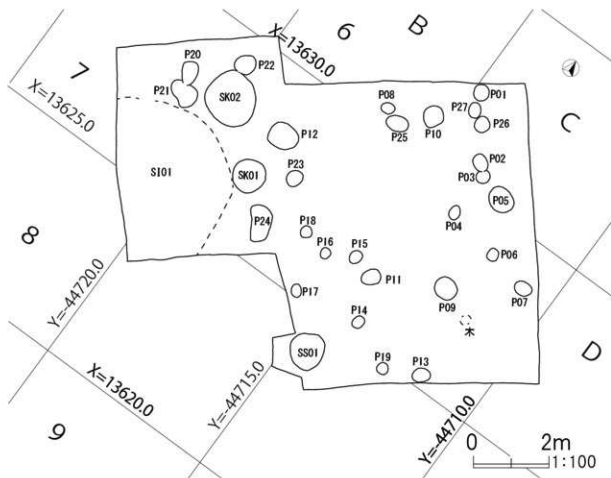 6
B
P20
X=13630.0
P22
7
P21
SK02
P08
P01
X=13625.0
P27
P25
P10
P26
C
P12
P02
SI01
SK01
P23
P03
P05
P24
P18
P04
8
P16
P15
P06
P11
Y=-44720.0
P17
P09
P07
P14
木
SS01
D
X=13620.0
P19
P13
Y=-44715.0
9
Y=-44710.0
0 2m
1:100